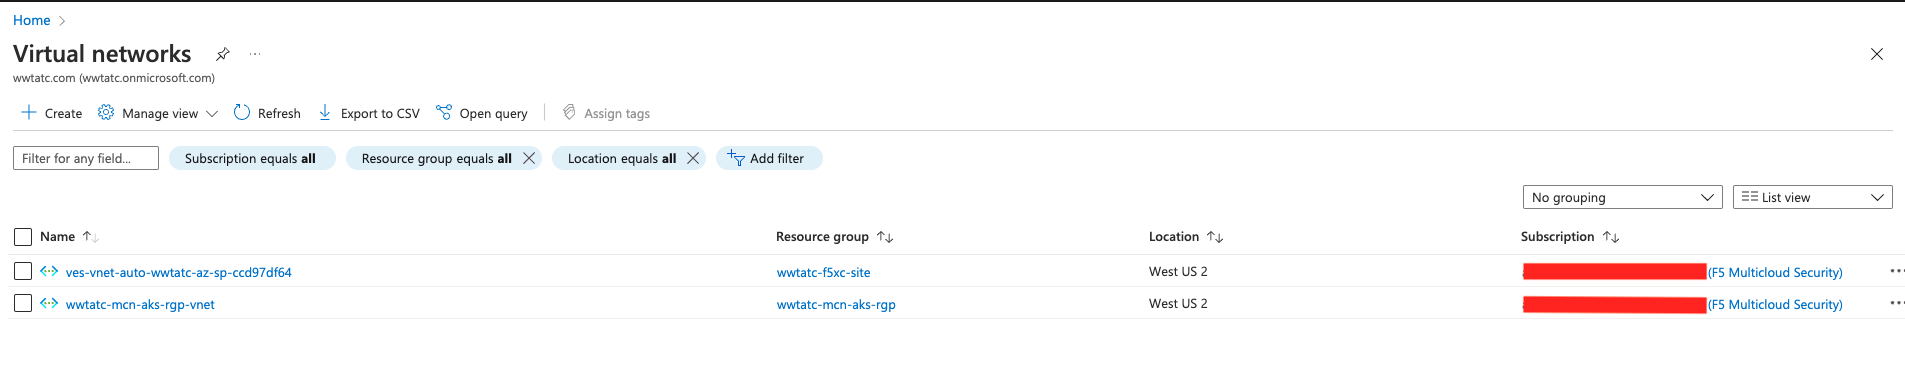 Home
Virtual networks
wwtatc.com (wwtatc.onmicrosoft.com)
Create Manage view Refresh Export to CSV Open query Assign tags
Filter for any field... Subscription equals all Resource group equals all Location equals all Add filter
No grouping List view
Name Resource group Location Subscription
ves-vnet-auto-wwtatc-az-sp-ccd97df64 wwtatc-f5xc-site West US 2 (F5 Multicloud Security)
wwtatc-mcn-aks-rgp-vnet wwtatc-mcn-aks-rgp West US 2 (F5 Multicloud Security)